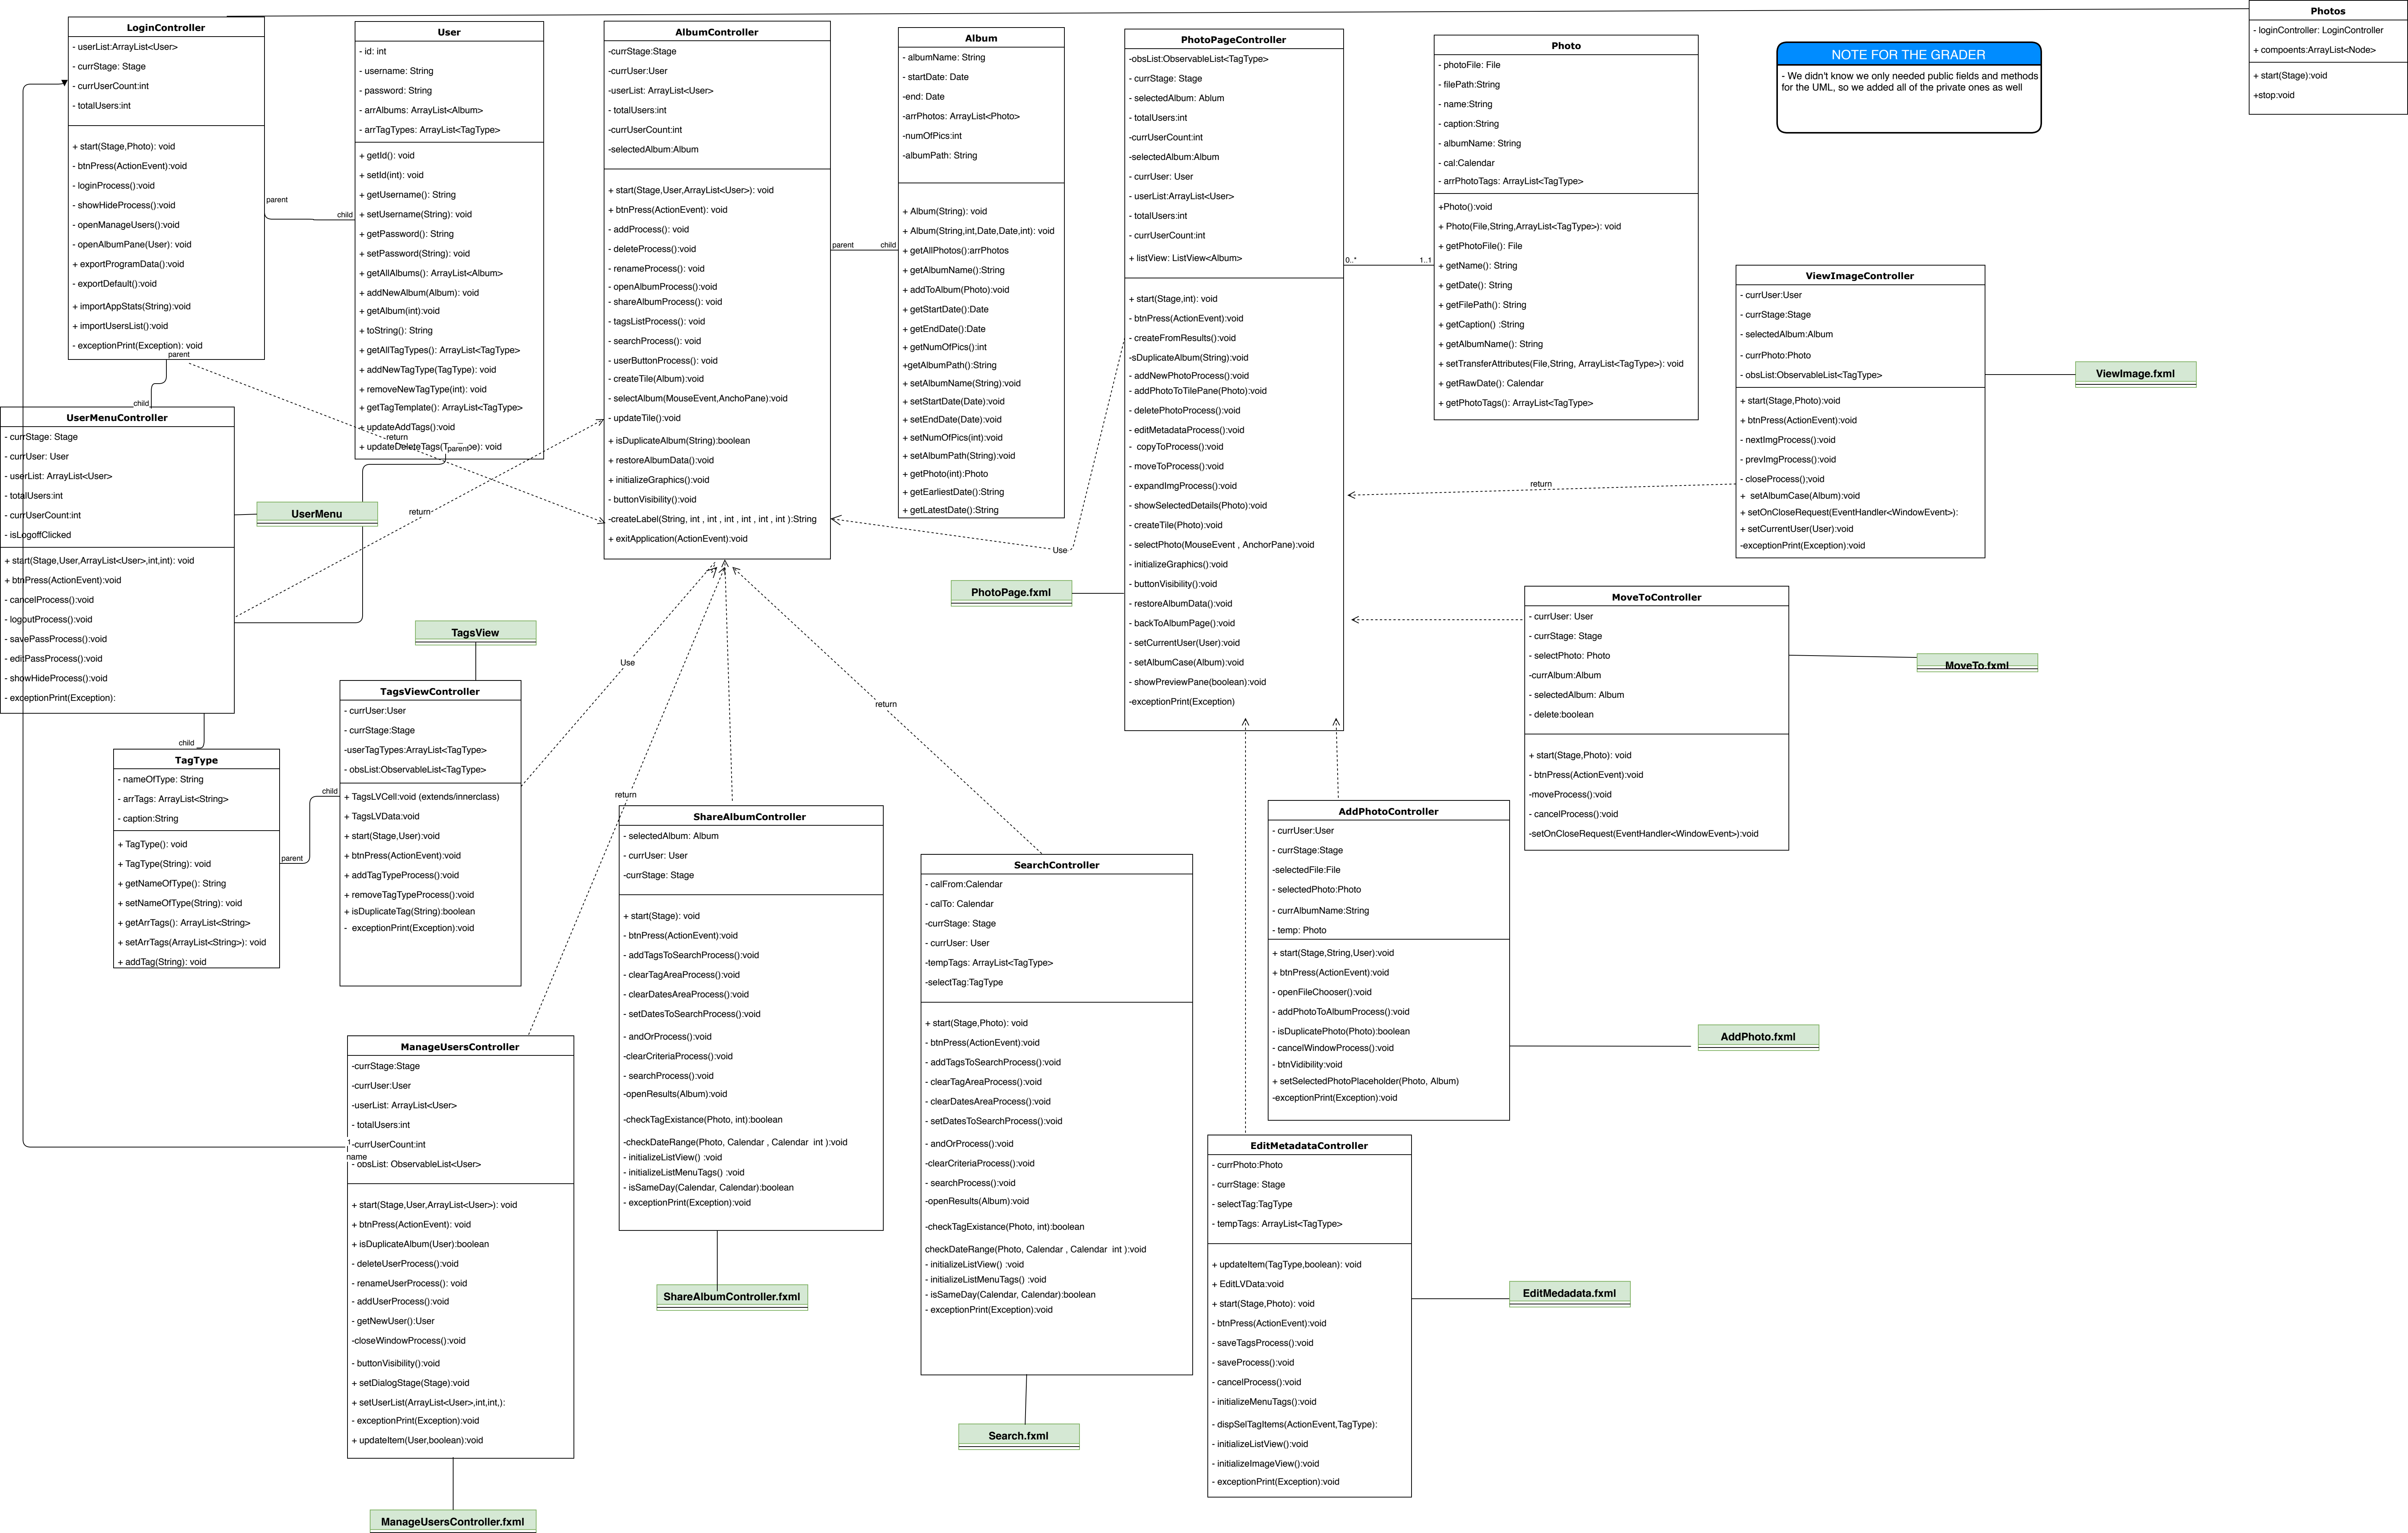 LoginController
- userList:ArrayList<User>
- currStage: Stage
- currUserCount:int
- totalUsers:int
+ start(Stage,Photo): void
- btnPress(ActionEvent):void
- loginProcess():void
- showHideProcess():void
- openManageUsers():void
- openAlbumPane(User): void
+ exportProgramData():void
- exportDefault():void
+ importAppStats(String):void
+ importUsersList():void
- exceptionPrint(Exception): void
parent
child
parent
child
User
- id: int
- username: String
- password: String
- arrAlbums: ArrayList<Album>
- arrTagTypes: ArrayList<TagType>
+ getId(): void
+ setId(int): void
+ getUsername(): String
+ setUsername(String): void
+ getPassword(): String
+ setPassword(String): void
+ getAllAlbums(): ArrayList<Album>
+ addNewAlbum(Album): void
+ getAlbum(int):void
+ toString(): String
+ getAllTagTypes(): ArrayList<TagType>
+ addNewTagType(TagType): void
+ removeNewTagType(int): void
+ getTagTemplate(): ArrayList<TagType>
+ updateAddTags():void
return
+ updateDeleteTags(T pe): void
parent
AlbumController
-currStage:Stage
-currUser:User
-userList: ArrayList<User>
- totalUsers:int
-currUserCount:int
-selectedAlbum:Album
+ start(Stage,User,ArrayList<User>): void
+ btnPress(ActionEvent): void
- addProcess(): void
- deleteProcess():void
- renameProcess(): void
- openAlbumProcess():void
- shareAlbumProcess(): void
- tagsListProcess(): void
- searchProcess(): void
- userButtonProcess(): void
- createTile(Album):void
- selectAlbum(MouseEvent,AnchoPane):void
- updateTile():void
+ isDuplicateAlbum(String):boolean
+ restoreAlbumData():void
+ initializeGraphics():void
- buttonVisibility():void
-createLabel(String, int , int , int , int , int , int ):String
+ exitApplication(ActionEvent):void
parent
child
Album
- albumName: String
- startDate: Date
-end: Date
-arrPhotos: ArrayList<Photo>
-numOfPics:int
-albumPath: String
+ Album(String): void
+ Album(String,int,Date,Date,int): void
+ getAllPhotos():arrPhotos
+ getAlbumName():String
+ addToAlbum(Photo):void
+ getStartDate():Date
+ getEndDate():Date
+ getNumOfPics():int
+getAlbumPath():String
+ setAlbumName(String):void
+ setStartDate(Date):void
+ setEndDate(Date):void
+ setNumOfPics(int):void
+ setAlbumPath(String):void
+ getPhoto(int):Photo
+ getEarliestDate():String
+ getLatestDate():String
PhotoPageController
-obsList:ObservableList<TagType>
- currStage: Stage
- selectedAlbum: Ablum
- totalUsers:int
-currUserCount:int
-selectedAlbum:Album
- currUser: User
- userList:ArrayList<User>
- totalUsers:int
- currUserCount:int
+ listView: ListView<Album>
+ start(Stage,int): void
- btnPress(ActionEvent):void
- createFromResults():void
-sDuplicateAlbum(String):void
- addNewPhotoProcess():void
- addPhotoToTilePane(Photo):void
- deletePhotoProcess():void
- editMetadataProcess():void
- copyToProcess():void
- moveToProcess():void
- expandImgProcess():void
- showSelectedDetails(Photo):void
- createTile(Photo):void
- selectPhoto(MouseEvent , AnchorPane):void
- initializeGraphics():void
- buttonVisibility():void
- restoreAlbumData():void
- backToAlbumPage():void
- setCurrentUser(User):void
- setAlbumCase(Album):void
- showPreviewPane(boolean):void
-exceptionPrint(Exception)
0..*
1..1
Photo
- photoFile: File
- filePath:String
- name:String
- caption:String
- albumName: String
- cal:Calendar
- arrPhotoTags: ArrayList<TagType>
+Photo():void
+ Photo(File,String,ArrayList<TagType>): void
+ getPhotoFile(): File
+ getName(): String
+ getDate(): String
+ getFilePath(): String
+ getCaption() :String
+ getAlbumName(): String
+ setTransferAttributes(File,String, ArrayList<TagType>): void
+ getRawDate(): Calendar
+ getPhotoTags(): ArrayList<TagType>
NOTE FOR THE GRADER
- We didn't know we only needed public fields and methods
for the UML, so we added all of the private ones as well
Photos
- loginController: LoginController
+ compoents:ArrayList<Node>
+ start(Stage):void
+stop:void
ViewImageController
- currUser:User
- currStage:Stage
- selectedAlbum:Album
- currPhoto:Photo
- obsList:ObservableList<TagType>
+ start(Stage,Photo):void
+ btnPress(ActionEvent):void
- nextImgProcess():void
- prevImgProcess():void
- closeProcess();void
+ setAlbumCase(Album):void
+ setOnCloseRequest(EventHandler<WindowEvent>):
+ setCurrentUser(User):void
-exceptionPrint(Exception):void
ViewImage.fxml
return
UserMenuController
- currStage: Stage
- currUser: User
- userList: ArrayList<User>
- totalUsers:int
- currUserCount:int
- isLogoffClicked
+ start(Stage,User,ArrayList<User>,int,int): void
+ btnPress(ActionEvent):void
- cancelProcess():void
- logoutProcess():void
- savePassProcess():void
- editPassProcess():void
- showHideProcess():void
- exceptionPrint(Exception):
UserMenu
return
Use
PhotoPage.fxml
MoveToController
- currUser: User
- currStage: Stage
- selectPhoto: Photo
-currAlbum:Album
- selectedAlbum: Album
- delete:boolean
+ start(Stage,Photo): void
- btnPress(ActionEvent):void
-moveProcess():void
- cancelProcess():void
-setOnCloseRequest(EventHandler<WindowEvent>):void
MoveTo.fxml
TagsView
Use
return
return
child
TagType
- nameOfType: String
- arrTags: ArrayList<String>
- caption:String
+ TagType(): void
+ TagType(String): void
+ getNameOfType(): String
+ setNameOfType(String): void
+ getArrTags(): ArrayList<String>
+ setArrTags(ArrayList<String>): void
+ addTag(String): void
parent
child
TagsViewController
- currUser:User
- currStage:Stage
-userTagTypes:ArrayList<TagType>
- obsList:ObservableList<TagType>
+ TagsLVCell:void (extends/innerclass)
+ TagsLVData:void
+ start(Stage,User):void
+ btnPress(ActionEvent):void
+ addTagTypeProcess():void
+ removeTagTypeProcess():void
+ isDuplicateTag(String):boolean
- exceptionPrint(Exception):void
ShareAlbumController
- selectedAlbum: Album
- currUser: User
-currStage: Stage
+ start(Stage): void
- btnPress(ActionEvent):void
- addTagsToSearchProcess():void
- clearTagAreaProcess():void
- clearDatesAreaProcess():void
- setDatesToSearchProcess():void
- andOrProcess():void
-clearCriteriaProcess():void
- searchProcess():void
-openResults(Album):void
-checkTagExistance(Photo, int):boolean
-checkDateRange(Photo, Calendar , Calendar int ):void
- initializeListView() :void
- initializeListMenuTags() :void
- isSameDay(Calendar, Calendar):boolean
- exceptionPrint(Exception):void
ShareAlbumController.fxml
SearchController
- calFrom:Calendar
- calTo: Calendar
-currStage: Stage
- currUser: User
-tempTags: ArrayList<TagType>
-selectTag:TagType
+ start(Stage,Photo): void
- btnPress(ActionEvent):void
- addTagsToSearchProcess():void
- clearTagAreaProcess():void
- clearDatesAreaProcess():void
- setDatesToSearchProcess():void
- andOrProcess():void
-clearCriteriaProcess():void
- searchProcess():void
-openResults(Album):void
-checkTagExistance(Photo, int):boolean
checkDateRange(Photo, Calendar , Calendar int ):void
- initializeListView() :void
- initializeListMenuTags() :void
- isSameDay(Calendar, Calendar):boolean
- exceptionPrint(Exception):void
Search.fxml
AddPhotoController
- currUser:User
- currStage:Stage
-selectedFile:File
- selectedPhoto:Photo
- currAlbumName:String
- temp: Photo
+ start(Stage,String,User):void
+ btnPress(ActionEvent):void
- openFileChooser():void
- addPhotoToAlbumProcess():void
- isDuplicatePhoto(Photo):boolean
- cancelWindowProcess():void
- btnVidibility():void
+ setSelectedPhotoPlaceholder(Photo, Album)
-exceptionPrint(Exception):void
AddPhoto.fxml
ManageUsersController
-currStage:Stage
-currUser:User
-userList: ArrayList<User>
- totalUsers:int
1
-currUserCount:int
name
- obsList: ObservableList<User>
+ start(Stage,User,ArrayList<User>): void
+ btnPress(ActionEvent): void
+ isDuplicateAlbum(User):boolean
- deleteUserProcess():void
- renameUserProcess(): void
- addUserProcess():void
- getNewUser():User
-closeWindowProcess():void
- buttonVisibility():void
+ setDialogStage(Stage):void
+ setUserList(ArrayList<User>,int,int,):
- exceptionPrint(Exception):void
+ updateItem(User,boolean):void
ManageUsersController.fxml
EditMetadataController
- currPhoto:Photo
- currStage: Stage
- selectTag:TagType
- tempTags: ArrayList<TagType>
+ updateItem(TagType,boolean): void
+ EditLVData:void
+ start(Stage,Photo): void
- btnPress(ActionEvent):void
- saveTagsProcess():void
- saveProcess():void
- cancelProcess():void
- initializeMenuTags():void
- dispSelTagItems(ActionEvent,TagType):
- initializeListView():void
- initializeImageView():void
- exceptionPrint(Exception):void
EditMedadata.fxml